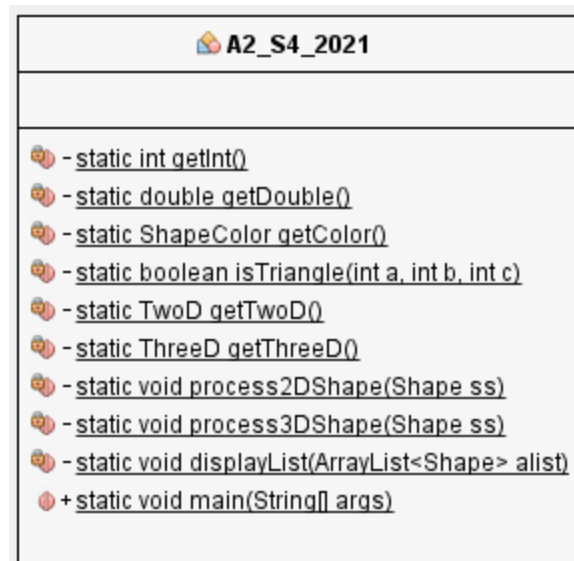 A2_S4_2021
- static int getInt()
- static double getDouble()
- static ShapeColor getColor()
- static boolean isTriangle(int a, int b, int c)
- static TwoD getTwoD()
- static ThreeD getThreeD()
- static void process2DShape(Shape ss)
- static void process3DShape(Shape ss)
- static void displayList(ArrayList<Shape> alist)
+ static void main(String[] args)